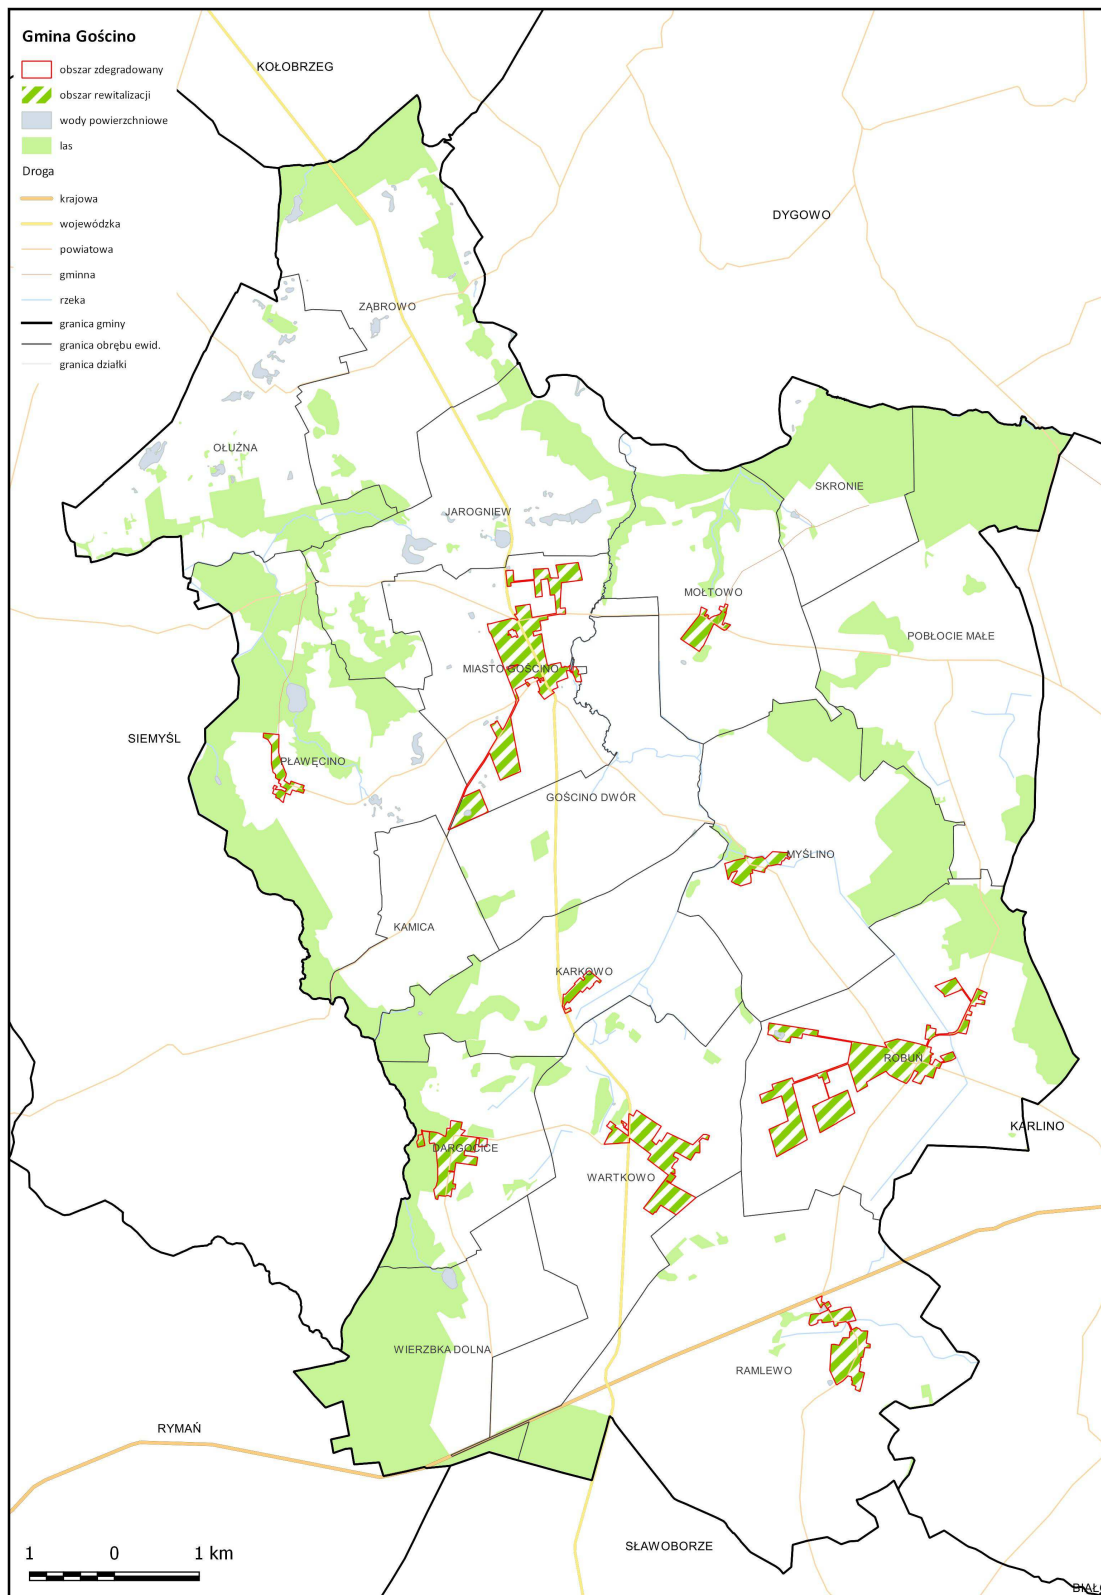 Gmina Gościno
obszar zdegradowany
obszar rewitalizacji
wody powierzchniowe
las
Droga
krajowa
wojewódzka
powiatowa
gminna
rzeka
granica gminy
granica obrębu ewid.
granica działki
KOŁOBRZEG
DYGOWO
ZĄBROWO
OŁUŻNA
SKRONIE
JAROGNIEW
MOŁTOWO
POBŁOCIE MAŁE
MIASTO GOŚCINO
SIEMYŚL
PŁAWĘCINO
GOŚCINO DWÓR
MYŚLINO
KAMICA
KARKOWO
ROBUŃ
KARLINO
DARGOCICE
WARTKOWO
WIERZBKA DOLNA
RAMLEWO
RYMAŃ
SŁAWOBORZE
1 0 1 km
BIAŁ